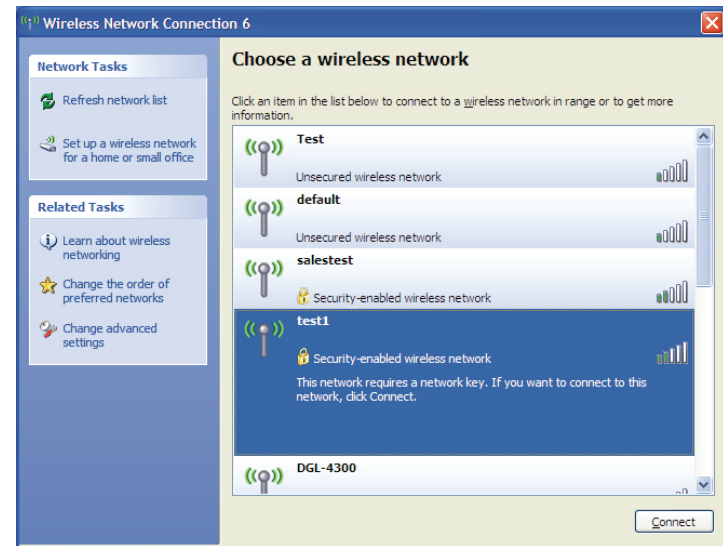 Wireless Network Connection 6
Network Tasks
Refresh network list
Set up a wireless network
for a home or small office
Related Tasks
Learn about wireless
networking
Change the order of
preferred networks
Change advanced
settings
Choose a wireless network
Click an item in the list below to connect to a wireless network in range or to get more
information.
Test
Unsecured wireless network
default
Unsecured wireless network
salestest
Security-enabled wireless network
test1
Security-enabled wireless network
This network requires a network key. If you want to connect to this
network, click Connect.
DGL-4300
Connect